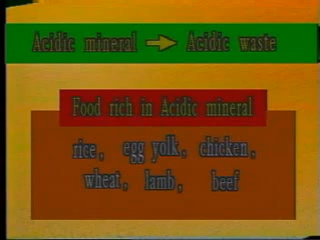 Acidic mineral → Acidic waste
Food rich in Acidic mineral
rice, egg yolk, chicken,
wheat, lamb, beef